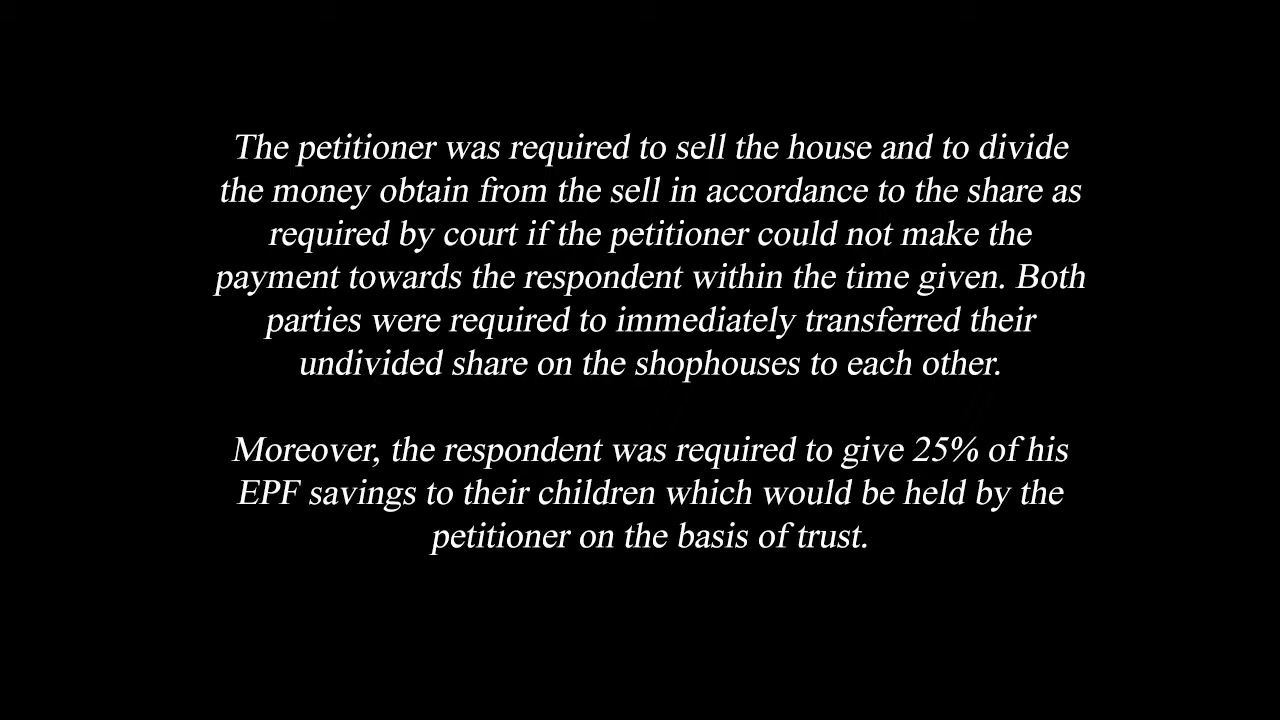 The petitioner was required to sell the house and to divide
the money obtain from the sell in accordance to the share as
required by court if the petitioner could not make the
payment towards the respondent within the time given. Both
parties were required to immediately transferred their
undivided share on the shophouses to each other.
Moreover, the respondent was required to give 25% of his
EPF savings to their children which would be held by the
petitioner on the basis of trust.